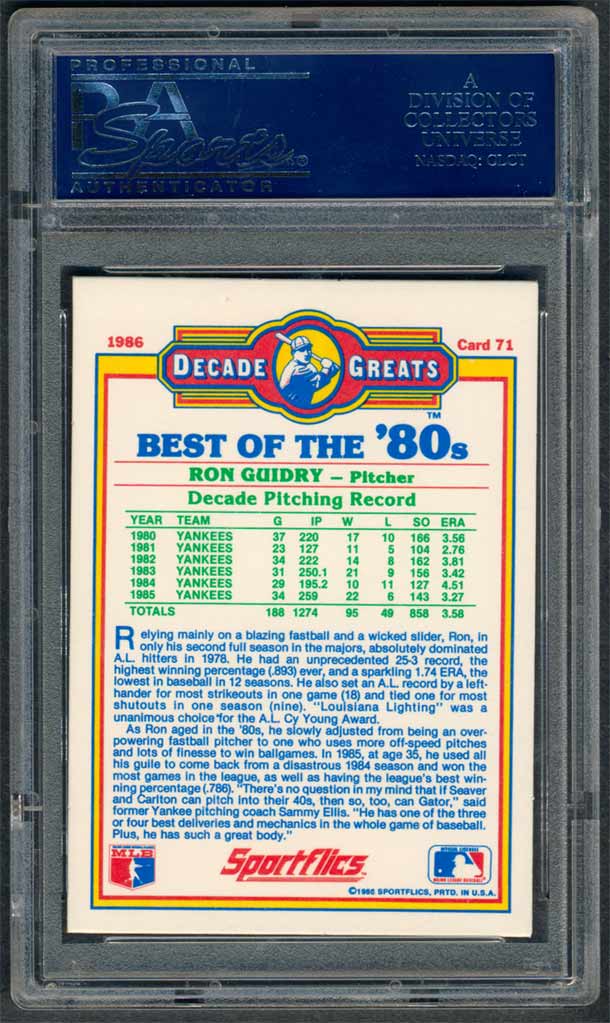 PROFESSIONAL
PSA
Sports®
AUTHENTICATOR
A
DIVISION OF
COLLECTORS
UNIVERSE
NASDAQ: CLCT
1986
Card 71
DECADE GREATS
TM
BEST OF THE '80s
RON GUIDRY – Pitcher
Decade Pitching Record
YEAR TEAM G IP W L SO ERA
1980 YANKEES 37 220 17 10 166 3.56
1981 YANKEES 23 127 11 5 104 2.76
1982 YANKEES 34 222 14 8 162 3.81
1983 YANKEES 31 250.1 21 9 156 3.42
1984 YANKEES 29 195.2 10 11 127 4.51
1985 YANKEES 34 259 22 6 143 3.27
TOTALS 188 1274 95 49 858 3.58
Relying mainly on a blazing fastball and a wicked slider, Ron, in
only his second full season in the majors, absolutely dominated
A.L. hitters in 1978. He had an unprecedented 25-3 record, the
highest winning percentage (.893) ever, and a sparkling 1.74 ERA, the
lowest in baseball in 12 seasons. He also set an A.L. record by a left-
hander for most strikeouts in one game (18) and tied one for most
shutouts in one season (nine). "Louisiana Lighting" was a
unanimous choice for the A.L. Cy Young Award.
As Ron aged in the '80s, he slowly adjusted from being an over-
powering fastball pitcher to one who uses more off-speed pitches
and lots of finesse to win ballgames. In 1985, at age 35, he used all
his guile to come back from a disastrous 1984 season and won the
most games in the league, as well as having the league's best win-
ning percentage (.786). "There's no question in my mind that if Seaver
and Carlton can pitch into their 40s, then so, too, can Gator," said
former Yankee pitching coach Sammy Ellis. "He has one of the three
or four best deliveries and mechanics in the whole game of baseball.
Plus, he has such a great body."
MLB
Sportflics
©1986 SPORTFLICS, PRTD. IN U.S.A.